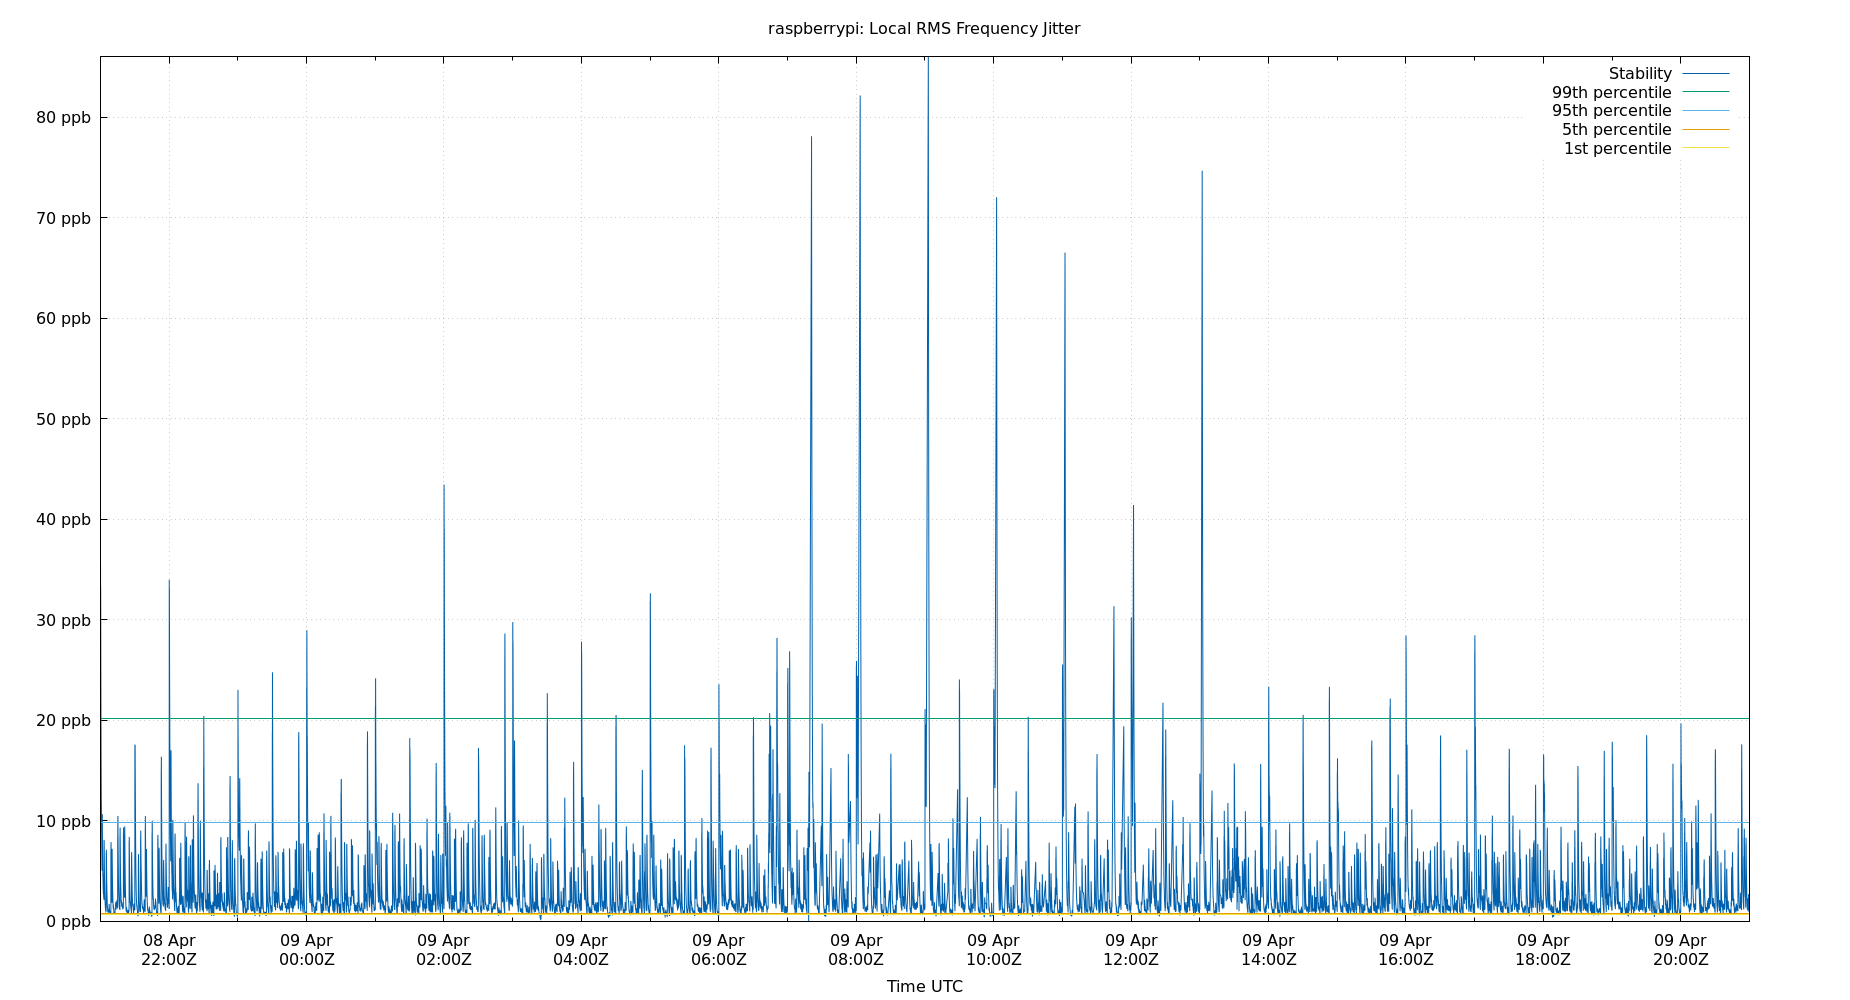 raspberrypi: Local RMS Frequency Jitter
Stability
99th percentile
95th percentile
5th percentile
1st percentile
80 ppb
70 ppb
60 ppb
50 ppb
40 ppb
30 ppb
20 ppb
10 ppb
0 ppb
08 Apr 09 Apr 09 Apr 09 Apr 09 Apr 09 Apr 09 Apr 09 Apr 09 Apr 09 Apr 09 Apr 09 Apr
22:00Z 00:00Z 02:00Z 04:00Z 06:00Z 08:00Z 10:00Z 12:00Z 14:00Z 16:00Z 18:00Z 20:00Z
Time UTC